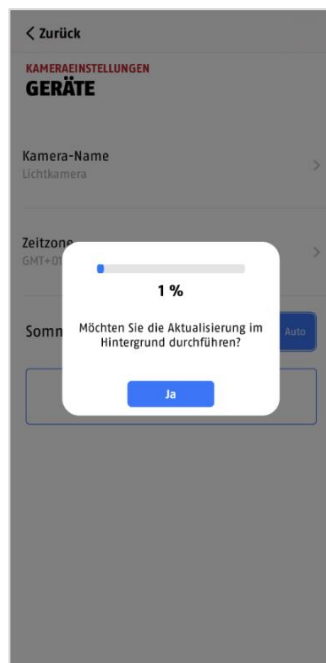 < Zurück
KAMERAEINSTELLUNGEN
GERÄTE
Kamera-Name
Lichtkamera
Zeitzone
1 %
Möchten Sie die Aktualisierung im
Hintergrund durchführen?
Auto
Ja